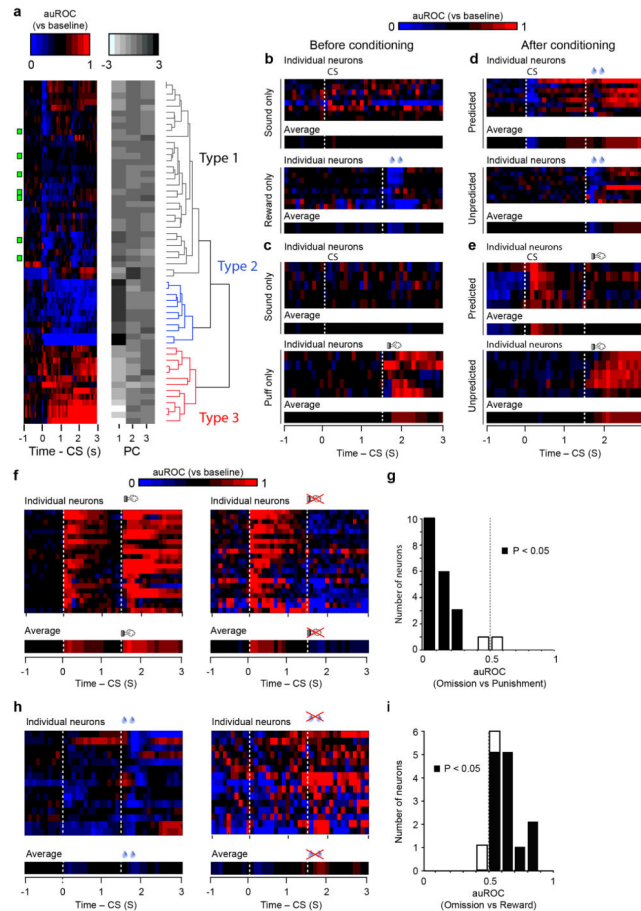 a
auROC
(vs baseline)
0 1
-3 3
Type 1
Type 2
Type 3
-1 0 1 2 3
Time - CS (s)
1 2 3
PC
auROC (vs baseline)
0 1
Before conditioning
After conditioning
b
Individual neurons
CS
Sound only
Average
Individual neurons
Reward only
Average
c
Individual neurons
CS
Sound only
Average
Individual neurons
Puff only
Average
-1 0 1 2 3
Time – CS (S)
d
Individual neurons
CS
Predicted
Average
Individual neurons
Unpredicted
Average
e
Individual neurons
CS
Predicted
Average
Individual neurons
Unpredicted
Average
-1 0 1 2 3
Time – CS (S)
f
auROC (vs baseline)
0 1
Individual neurons
Individual neurons
Average
Average
-1 0 1 2 3
Time – CS (S)
-1 0 1 2 3
Time – CS (S)
g
Number of neurons
10
8
6
4
2
0
P < 0.05
0 0.5 1
auROC
(Omission vs Punishment)
h
Individual neurons
Individual neurons
Average
Average
-1 0 1 2 3
Time – CS (S)
-1 0 1 2 3
Time – CS (S)
i
Number of neurons
6
5
4
3
2
1
0
P < 0.05
0 0.5 1
auROC
(Omission vs Reward)